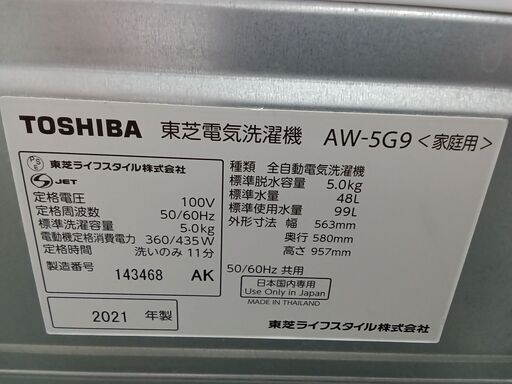 TOSHIBA 東芝電気洗濯機 AW-5G9 <家庭用>
PSE 東芝ライフスタイル株式会社
S JET
定格電圧 100V
定格周波数 50/60Hz
標準洗濯容量 5.0kg
電動機定格消費電力 360/435W
定格時間 洗いのみ 11分
製造番号 143468 AK
2021 年製
種類 全自動電気洗濯機
標準脱水容量 5.0kg
標準水量 48L
標準使用水量 99L
外形寸法 幅 563mm
奥行 580mm
高さ 957mm
50/60Hz 共用
日本国内専用
Use Only in Japan
MADE IN THAILAND
東芝ライフスタイル株式会社